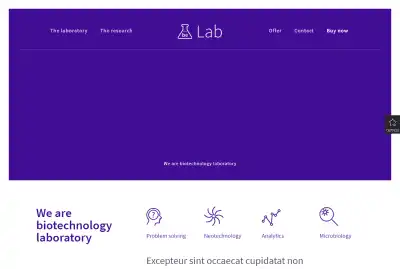 The laboratory
The research
Lab
Offer
Contact
Buy now
We are biotechnology laboratory
We are
biotechnology
laboratory
Problem solving
Neotechnology
Analytics
Microbiology
Excepteur sint occaecat cupidatat non